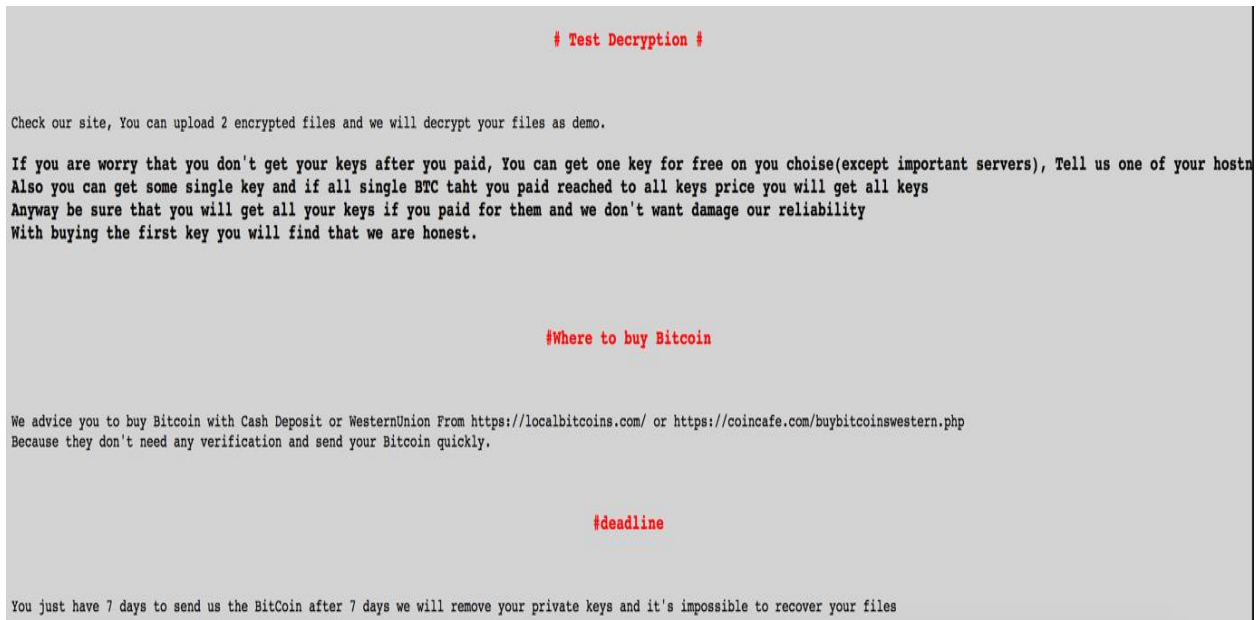 # Test Decryption #
Check our site, You can upload 2 encrypted files and we will decrypt your files as demo.
If you are worry that you don't get your keys after you paid, You can get one key for free on you choise(except important servers), Tell us one of your hostn
Also you can get some single key and if all single BTC taht you paid reached to all keys price you will get all keys
Anyway be sure that you will get all your keys if you paid for them and we don't want damage our reliability
With buying the first key you will find that we are honest.
#Where to buy Bitcoin
We advice you to buy Bitcoin with Cash Deposit or WesternUnion From https://localbitcoins.com/ or https://coincafe.com/buybitcoinswestern.php
Because they don't need any verification and send your Bitcoin quickly.
#deadline
You just have 7 days to send us the BitCoin after 7 days we will remove your private keys and it's impossible to recover your files